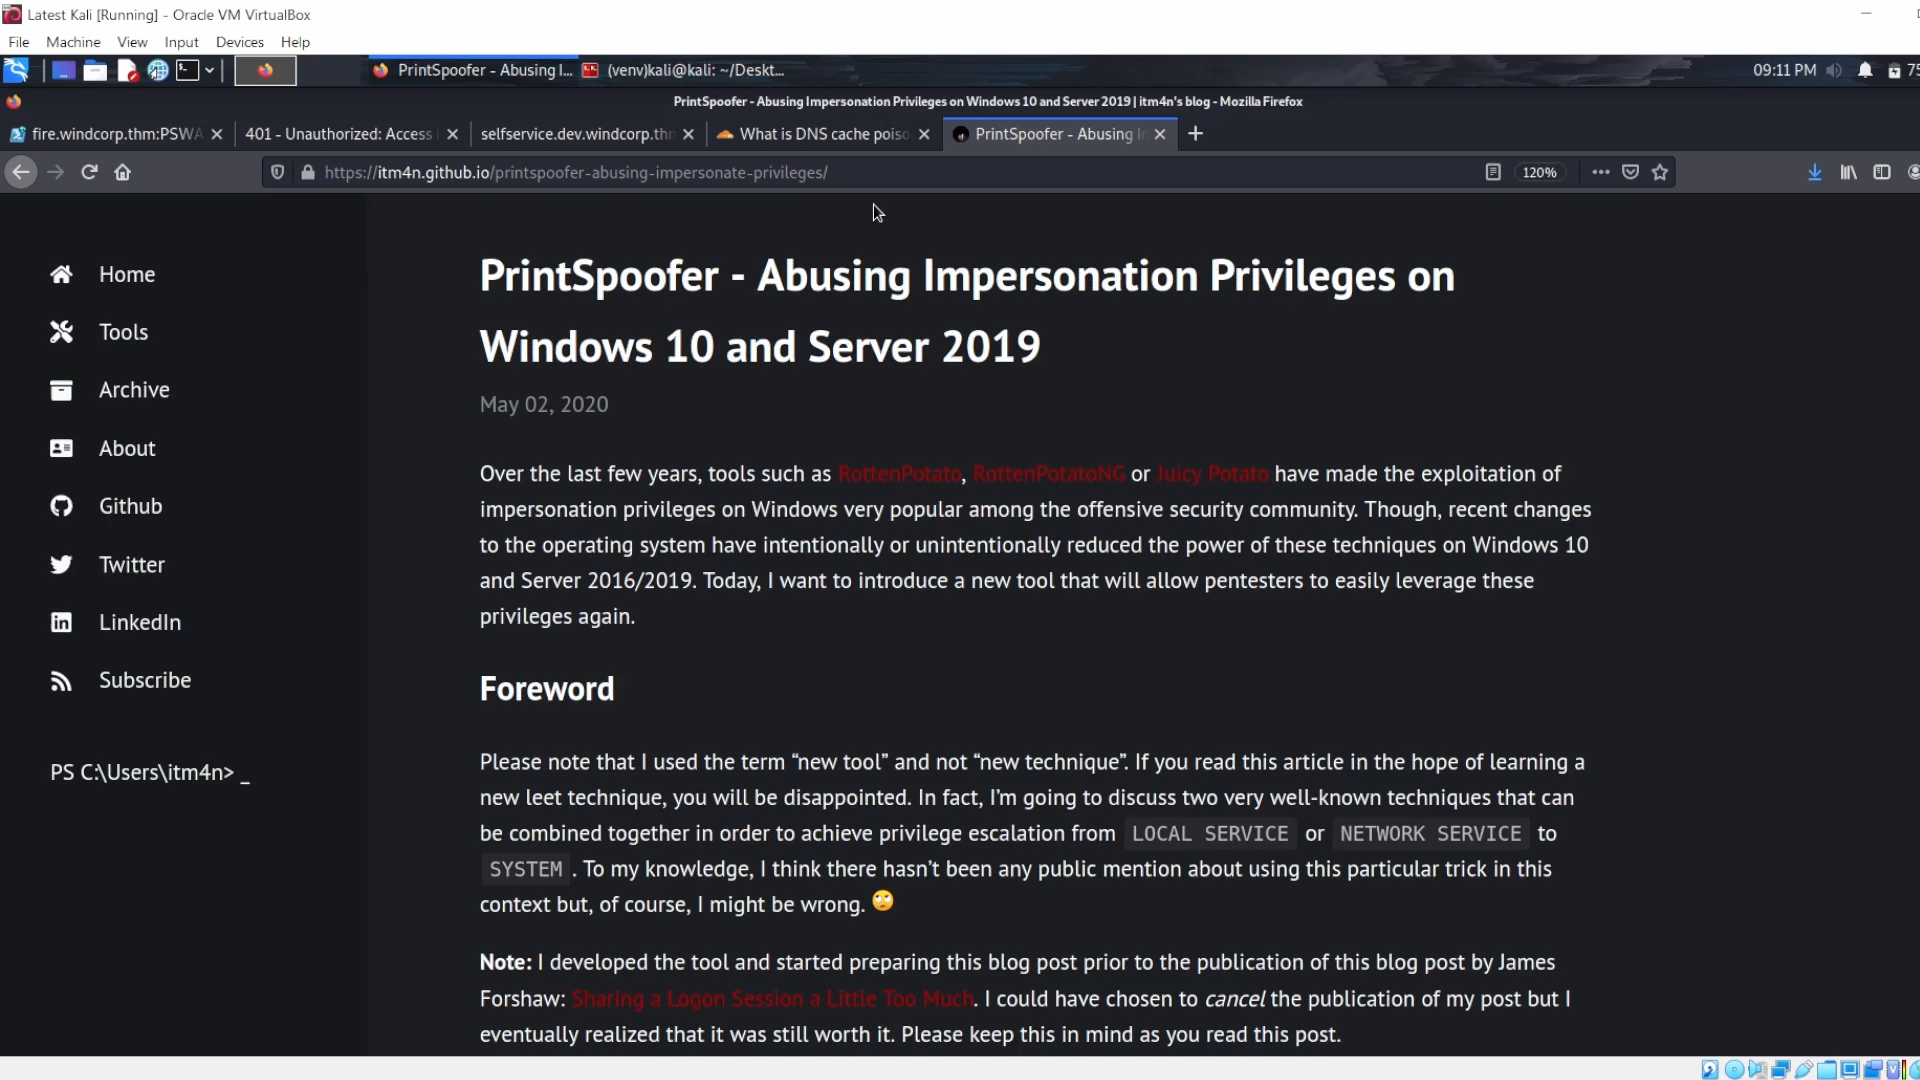 Latest Kali [Running] - Oracle VM VirtualBox
File Machine View Input Devices Help
PrintSpoofer - Abusing I... (venv)kali@kali: ~/Deskt... 09:11 PM 75
PrintSpoofer - Abusing Impersonation Privileges on Windows 10 and Server 2019 | itm4n's blog - Mozilla Firefox
fire.windcorp.thm:PSWA 401 - Unauthorized: Access selfservice.dev.windcorp.thm What is DNS cache poiso PrintSpoofer - Abusing I
https://itm4n.github.io/printspoofer-abusing-impersonate-privileges/ 120%
Home
Tools
Archive
About
Github
Twitter
LinkedIn
Subscribe
PS C:\Users\itm4n> _
PrintSpoofer - Abusing Impersonation Privileges on
Windows 10 and Server 2019
May 02, 2020
Over the last few years, tools such as RottenPotato, RottenPotatoNG or Juicy Potato have made the exploitation of
impersonation privileges on Windows very popular among the offensive security community. Though, recent changes
to the operating system have intentionally or unintentionally reduced the power of these techniques on Windows 10
and Server 2016/2019. Today, I want to introduce a new tool that will allow pentesters to easily leverage these
privileges again.
Foreword
Please note that I used the term “new tool” and not “new technique”. If you read this article in the hope of learning a
new leet technique, you will be disappointed. In fact, I’m going to discuss two very well-known techniques that can
be combined together in order to achieve privilege escalation from LOCAL SERVICE or NETWORK SERVICE to
SYSTEM . To my knowledge, I think there hasn’t been any public mention about using this particular trick in this
context but, of course, I might be wrong. 🙄
Note: I developed the tool and started preparing this blog post prior to the publication of this blog post by James
Forshaw: Sharing a Logon Session a Little Too Much. I could have chosen to cancel the publication of my post but I
eventually realized that it was still worth it. Please keep this in mind as you read this post.